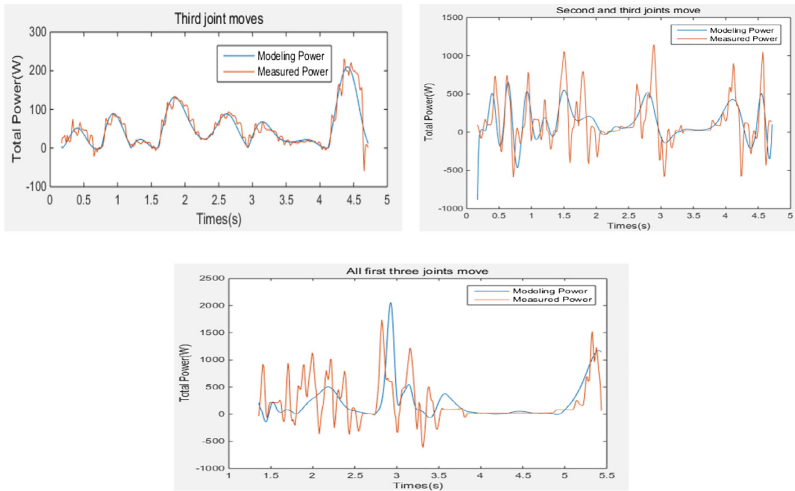 Third joint moves
300
200
100
0
-100
Total Power(W)
Modeling Power
Measured Power
0 0.5 1 1.5 2 2.5 3 3.5 4 4.5 5
Times(s)
Second and third joints move
1500
1000
500
0
-500
-1000
Total Power(W)
Modeling Power
Measured Power
0 0.5 1 1.5 2 2.5 3 3.5 4 4.5 5
Times(s)
All first three joints move
2500
2000
1500
1000
500
0
-500
-1000
Total Power(W)
Modeling Power
Measured Power
1 1.5 2 2.5 3 3.5 4 4.5 5 5.5
Times(s)